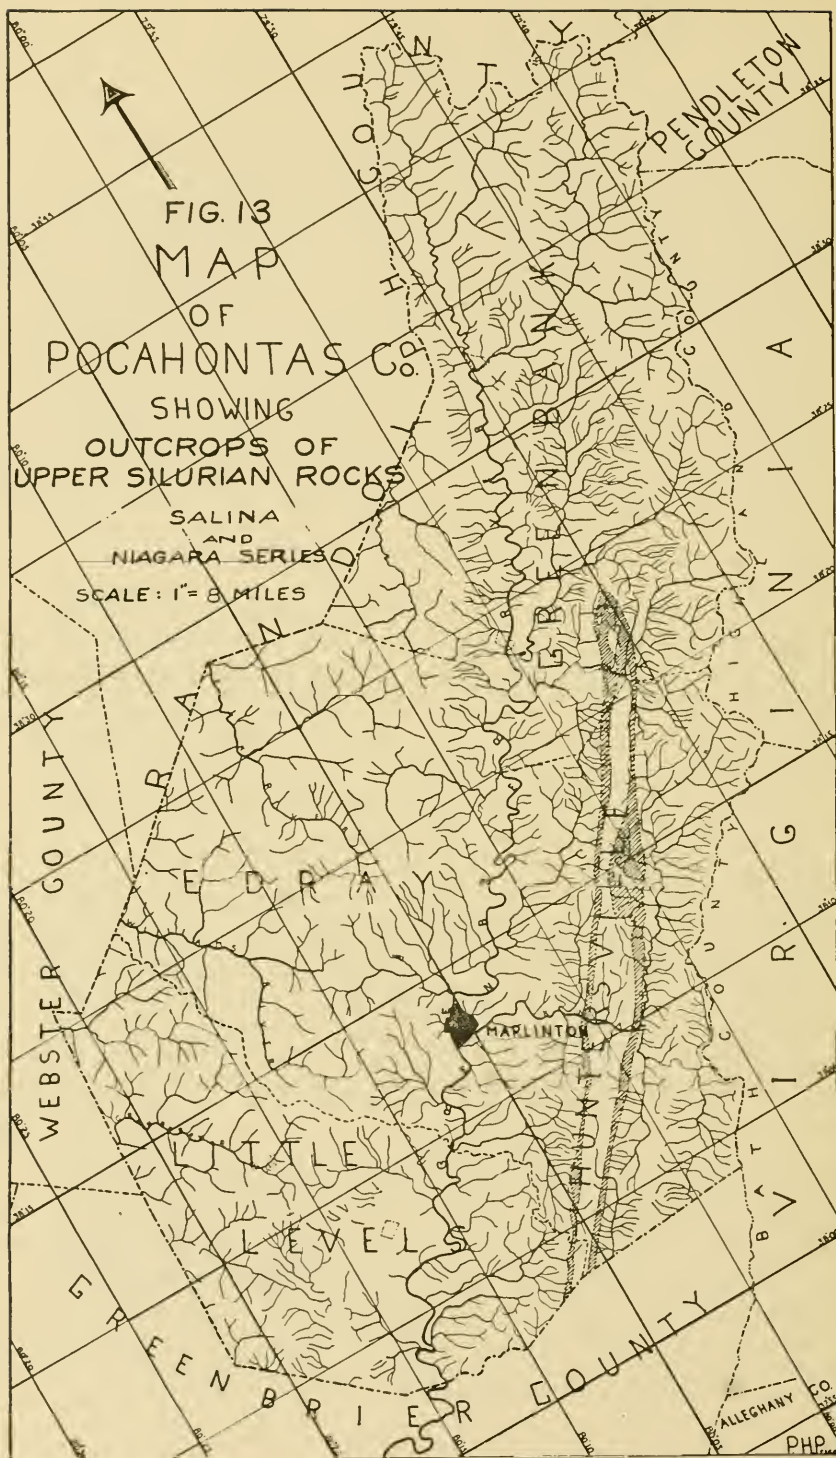 FIG. 13
MAP
OF
POCAHONTAS CO.
SHOWING
OUTCROPS OF
UPPER SILURIAN ROCKS
SALINA
AND
NIAGARA SERIES
SCALE: 1"= 8 MILES
PENDLETON
COUNTY
RANDOLPH COUNTY
WEBSTER COUNTY
GREENBRIER COUNTY
VIRGINIA
HIGHLAND COUNTY
BATH COUNTY
ALLEGHANY CO.
GREENBANK
EDRAY
HUNTERSVILLE
MARLINTON
LITTLE
LEVELS
P.H.P.